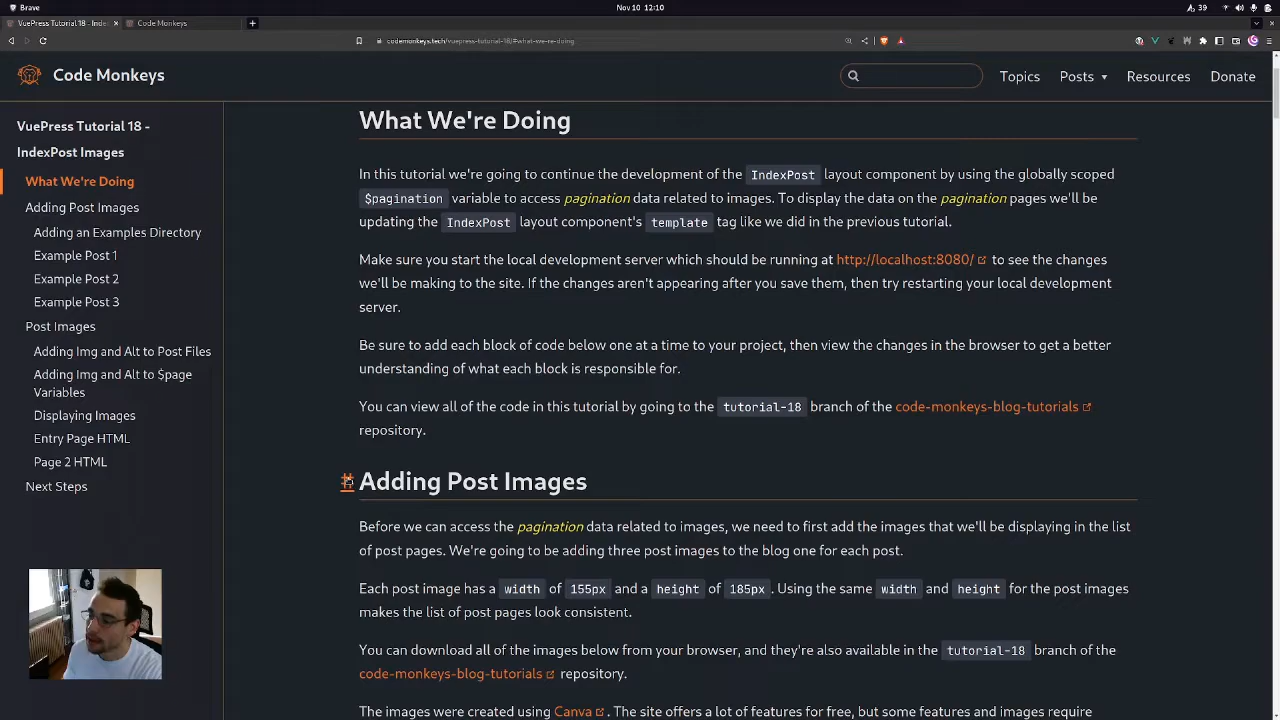 Brave
Nov 10 12:10
39
VuePress Tutorial 18 - Index
Code Monkeys
codemonkeys.tech/vuepress-tutorial-18/#what-we're-doing
Code Monkeys
Topics
Posts
Resources
Donate
VuePress Tutorial 18 -
IndexPost Images
What We're Doing
Adding Post Images
Adding an Examples Directory
Example Post 1
Example Post 2
Example Post 3
Post Images
Adding Img and Alt to Post Files
Adding Img and Alt to $page
Variables
Displaying Images
Entry Page HTML
Page 2 HTML
Next Steps
What We're Doing
In this tutorial we're going to continue the development of the IndexPost layout component by using the globally scoped
$pagination variable to access pagination data related to images. To display the data on the pagination pages we'll be
updating the IndexPost layout component's template tag like we did in the previous tutorial.
Make sure you start the local development server which should be running at http://localhost:8080/ to see the changes
we'll be making to the site. If the changes aren't appearing after you save them, then try restarting your local development
server.
Be sure to add each block of code below one at a time to your project, then view the changes in the browser to get a better
understanding of what each block is responsible for.
You can view all of the code in this tutorial by going to the tutorial-18 branch of the code-monkeys-blog-tutorials
repository.
# Adding Post Images
Before we can access the pagination data related to images, we need to first add the images that we'll be displaying in the list
of post pages. We're going to be adding three post images to the blog one for each post.
Each post image has a width of 155px and a height of 185px. Using the same width and height for the post images
makes the list of post pages look consistent.
You can download all of the images below from your browser, and they're also available in the tutorial-18 branch of the
code-monkeys-blog-tutorials repository.
The images were created using Canva. The site offers a lot of features for free, but some features and images require